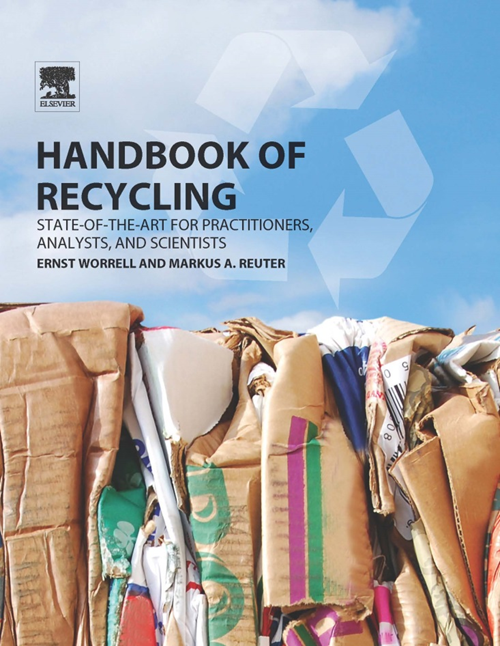 ELSEVIER
HANDBOOK OF
RECYCLING
STATE-OF-THE-ART FOR PRACTITIONERS,
ANALYSTS, AND SCIENTISTS
ERNST WORRELL AND MARKUS A. REUTER